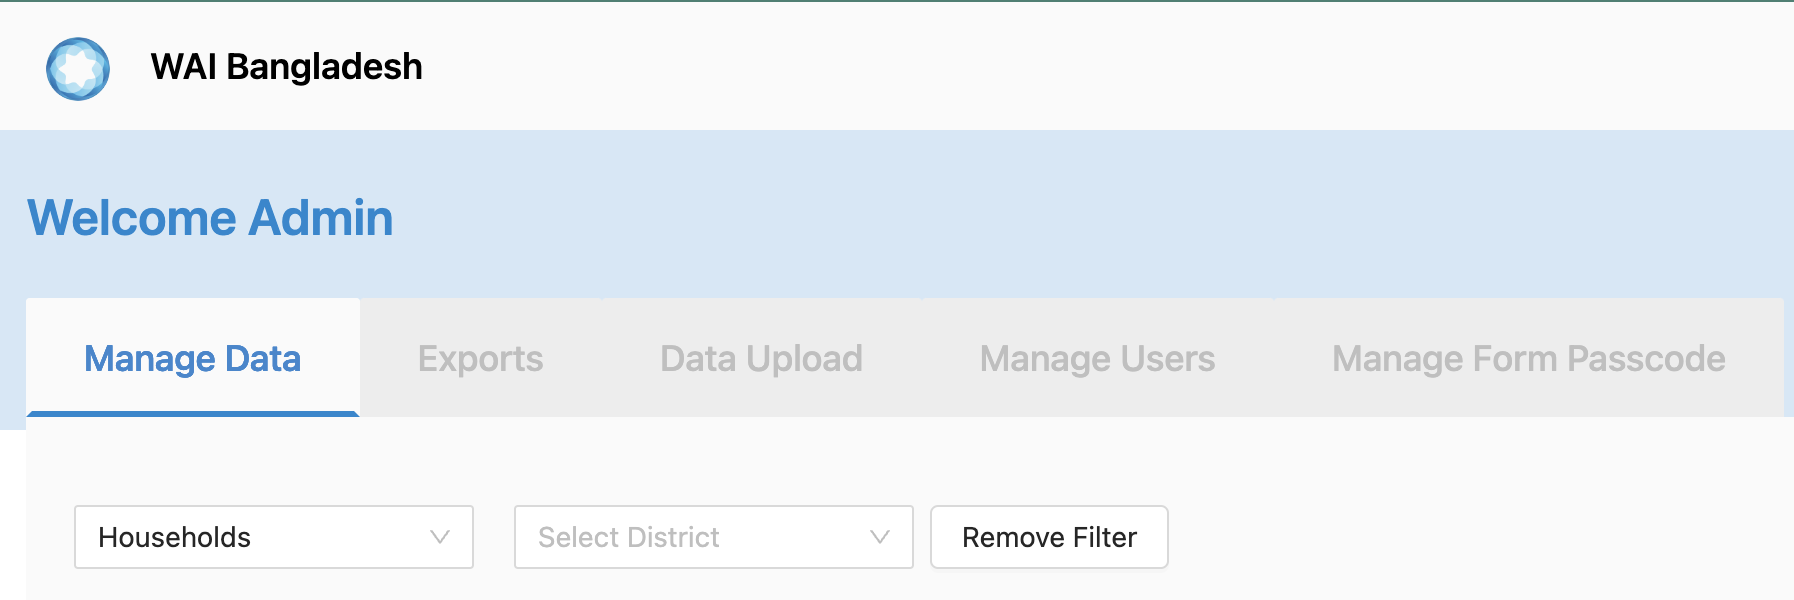 WAI Bangladesh
Welcome Admin
Manage Data Exports Data Upload Manage Users Manage Form Passcode
Households Select District Remove Filter